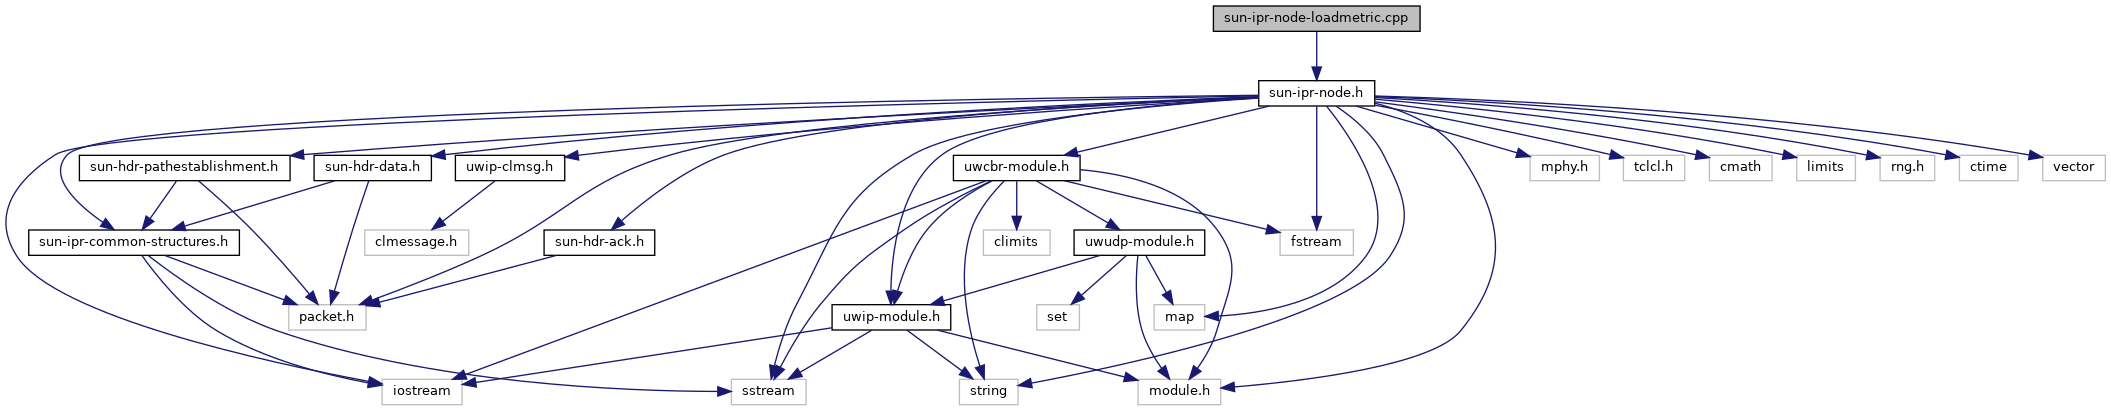 sun-ipr-node-loadmetric.cpp
sun-ipr-node.h
sun-hdr-pathestablishment.h
sun-hdr-data.h
uwip-clmsg.h
uwcbr-module.h
mphy.h
tclcl.h
cmath
limits
rng.h
ctime
vector
sun-ipr-common-structures.h
clmessage.h
sun-hdr-ack.h
climits
uwudp-module.h
fstream
packet.h
uwip-module.h
set
map
iostream
sstream
string
module.h